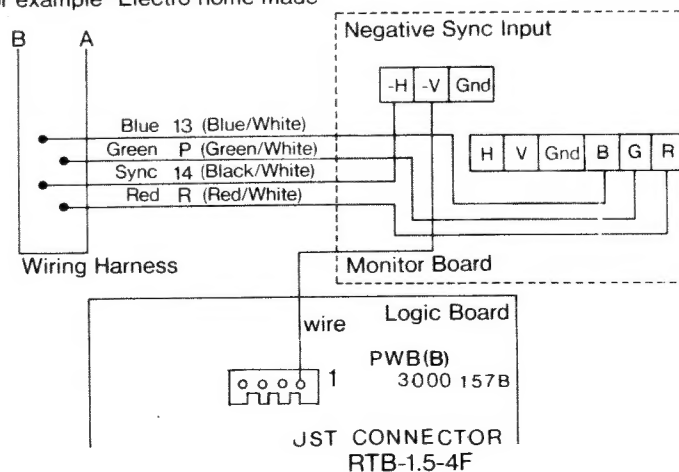 or example "Electro home made"
B A
Negative Sync Input
-H -V Gnd
Blue 13 (Blue/White)
Green P (Green/White)
Sync 14 (Black/White)
Red R (Red/White)
H V Gnd B G R
Wiring Harness
Monitor Board
Logic Board
wire
PWB(B)
1
3000 157B
JST CONNECTOR
RTB-1.5-4F